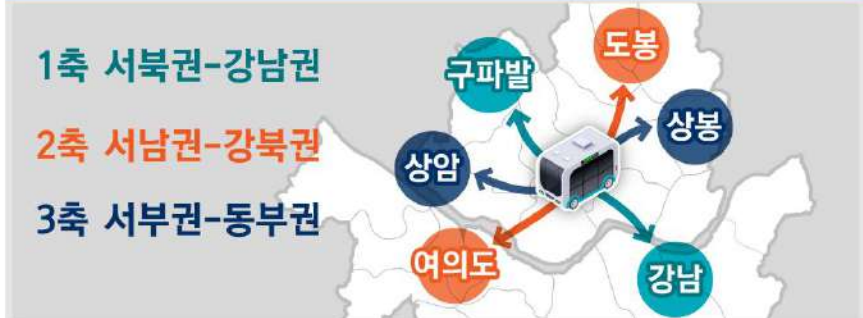 1축 서북권-강남권
2축 서남권-강북권
3축 서부권-동부권
도봉
구파발
상봉
상암
여의도
강남